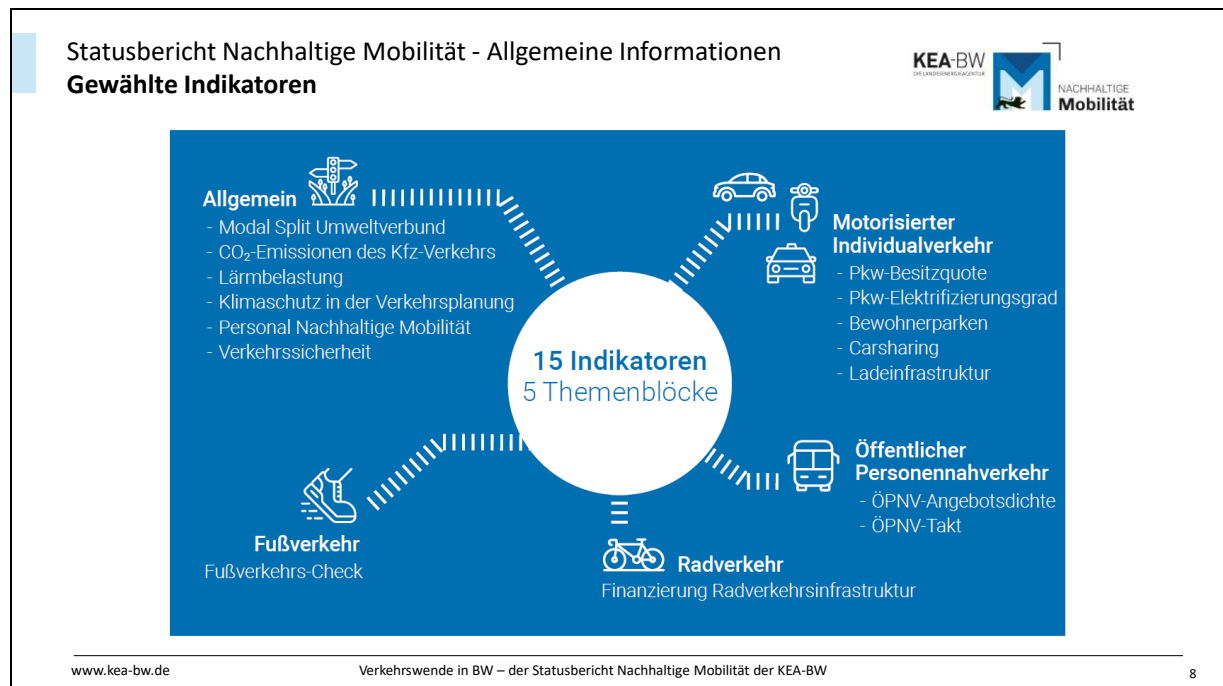 Statusbericht Nachhaltige Mobilität - Allgemeine Informationen
Gewählte Indikatoren
KEA-BW
DIE LANDESENERGIEAGENTUR
NACHHALTIGE
Mobilität
Allgemein
- Modal Split Umweltverbund
- CO₂-Emissionen des Kfz-Verkehrs
- Lärmbelastung
- Klimaschutz in der Verkehrsplanung
- Personal Nachhaltige Mobilität
- Verkehrssicherheit
Motorisierter
Individualverkehr
- Pkw-Besitzquote
- Pkw-Elektrifizierungsgrad
- Bewohnerparken
- Carsharing
- Ladeinfrastruktur
15 Indikatoren
5 Themenblöcke
Öffentlicher
Personennahverkehr
- ÖPNV-Angebotsdichte
- ÖPNV-Takt
Fußverkehr
Fußverkehrs-Check
Radverkehr
Finanzierung Radverkehrsinfrastruktur
www.kea-bw.de
Verkehrswende in BW – der Statusbericht Nachhaltige Mobilität der KEA-BW
8